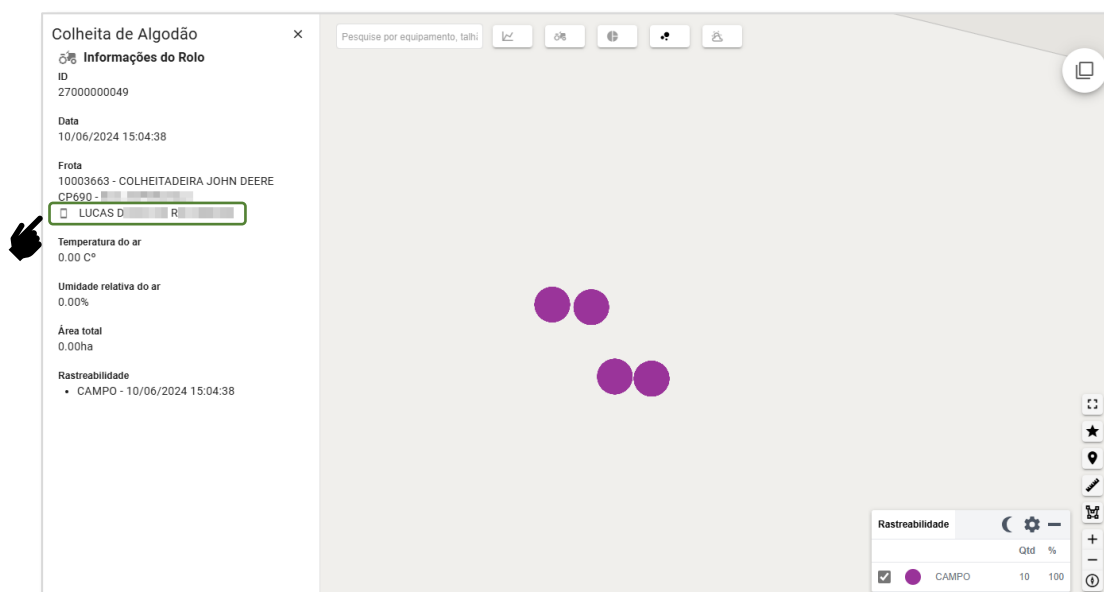 Colheita de Algodão
Informações do Rolo
ID
27000000049
Data
10/06/2024 15:04:38
Frota
10003663 - COLHEITADEIRA JOHN DEERE
CP690 -
LUCAS D R
Temperatura do ar
0.00 Cº
Umidade relativa do ar
0.00%
Área total
0.00ha
Rastreabilidade
• CAMPO - 10/06/2024 15:04:38
Pesquise por equipamento, talhã
Rastreabilidade
Qtd %
CAMPO 10 100